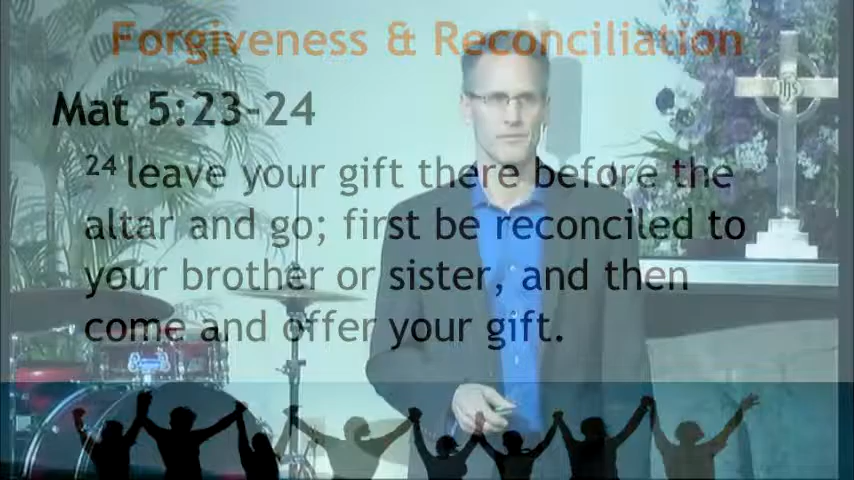 Forgiveness & Reconciliation
Mat 5:23-24
24 leave your gift there before the
altar and go; first be reconciled to
your brother or sister, and then
come and offer your gift.